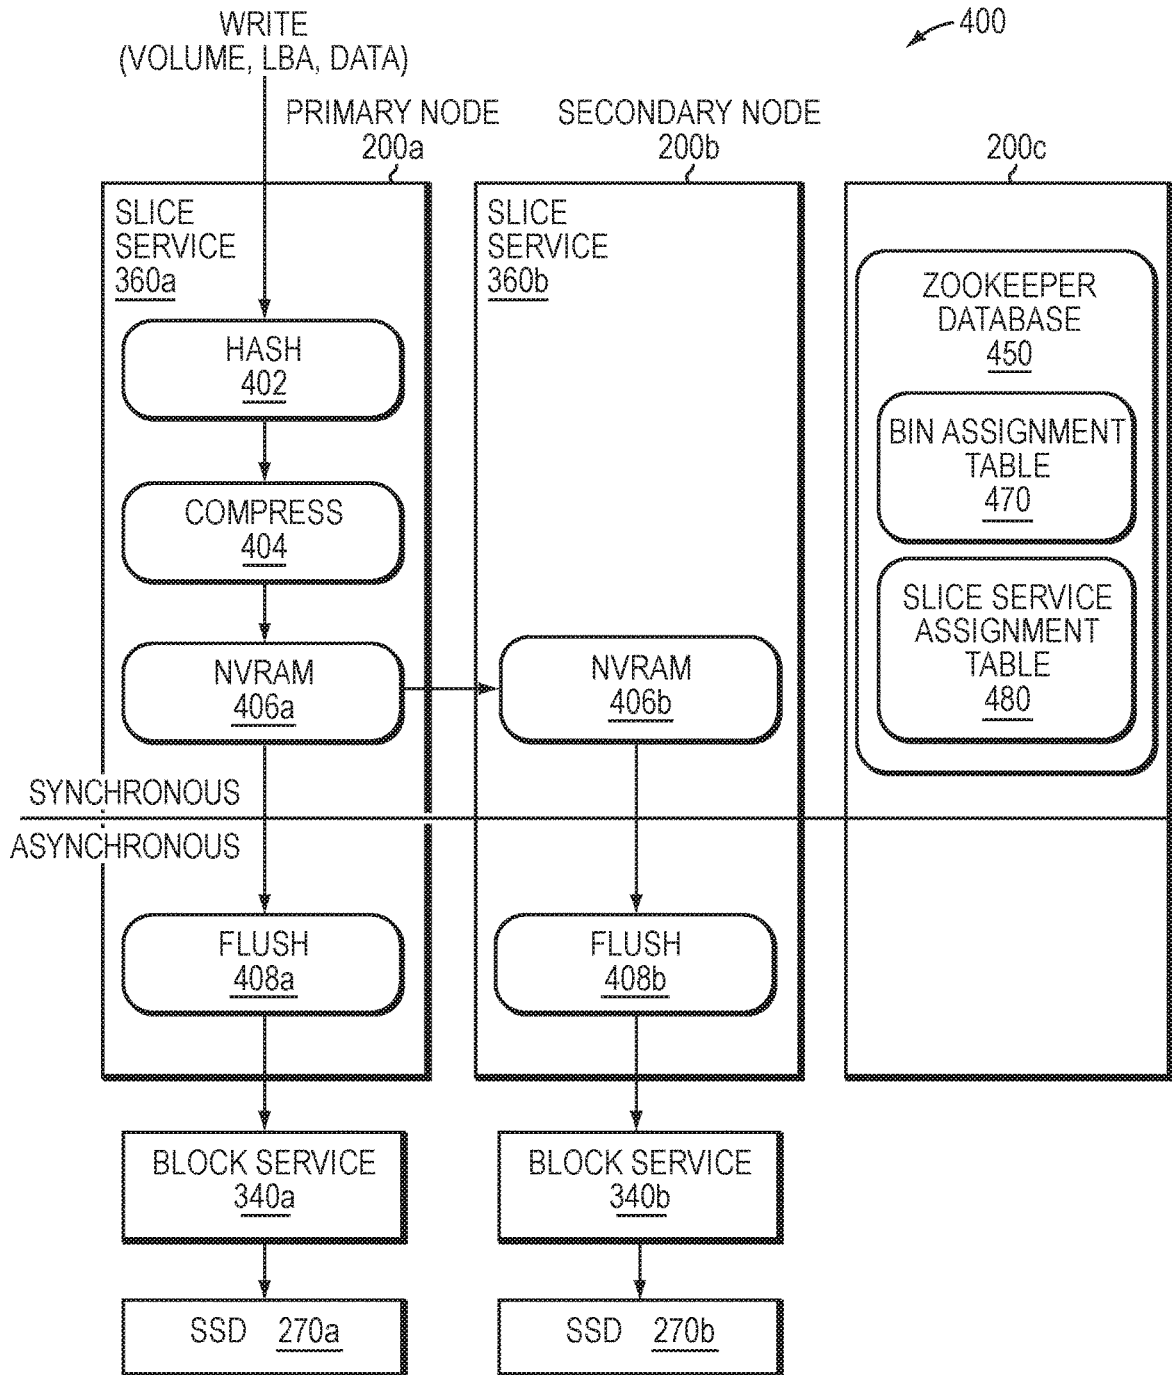 WRITE
(VOLUME, LBA, DATA)
400
PRIMARY NODE
200a
SECONDARY NODE
200b
200c
SLICE
SERVICE
360a
HASH
402
COMPRESS
404
NVRAM
406a
SLICE
SERVICE
360b
NVRAM
406b
ZOOKEEPER
DATABASE
450
BIN ASSIGNMENT
TABLE
470
SLICE SERVICE
ASSIGNMENT
TABLE
480
SYNCHRONOUS
ASYNCHRONOUS
FLUSH
408a
FLUSH
408b
BLOCK SERVICE
340a
BLOCK SERVICE
340b
SSD 270a
SSD 270b